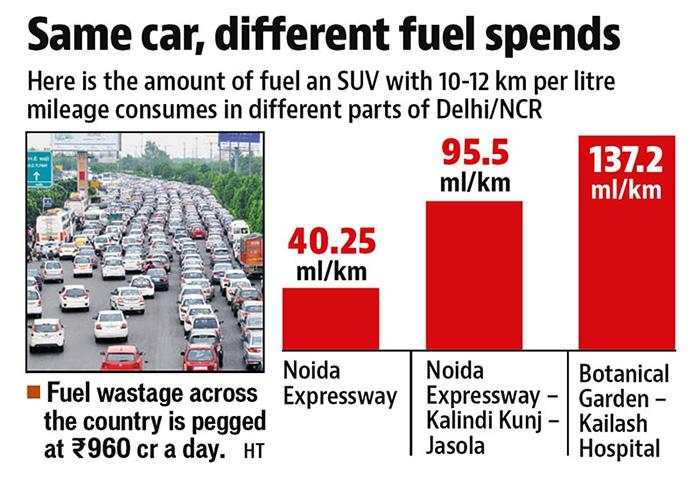 Same car, different fuel spends
Here is the amount of fuel an SUV with 10-12 km per litre
mileage consumes in different parts of Delhi/NCR
40.25
ml/km
95.5
ml/km
137.2
ml/km
Noida
Expressway
Noida
Expressway –
Kalindi Kunj –
Jasola
Botanical
Garden –
Kailash
Hospital
Fuel wastage across
the country is pegged
at ₹960 cr a day. HT